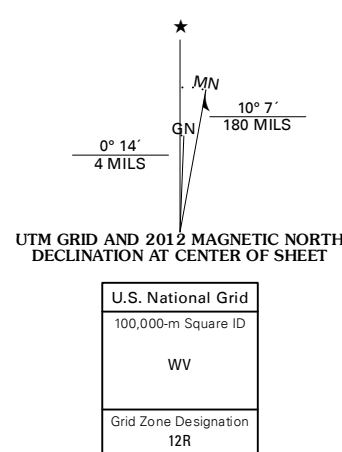 ★
MN
10° 7´
180 MILS
GN
0° 14´
4 MILS
UTM GRID AND 2012 MAGNETIC NORTH
DECLINATION AT CENTER OF SHEET
U.S. National Grid
100,000-m Square ID
WV
Grid Zone Designation
12R